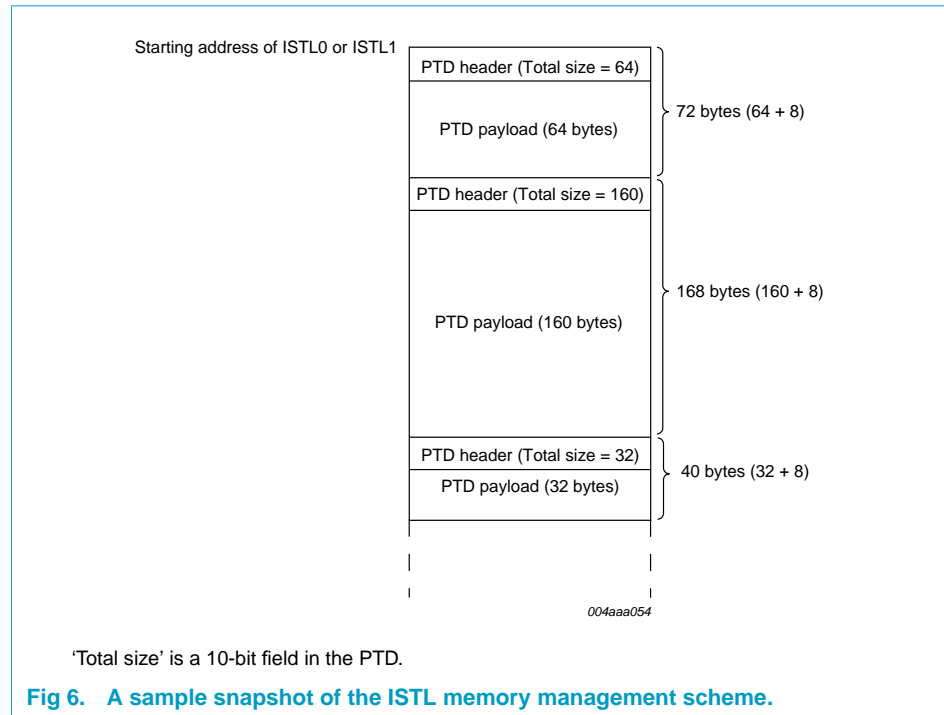 Starting address of ISTL0 or ISTL1
PTD header (Total size = 64)
72 bytes (64 + 8)
PTD payload (64 bytes)
PTD header (Total size = 160)
168 bytes (160 + 8)
PTD payload (160 bytes)
PTD header (Total size = 32)
40 bytes (32 + 8)
PTD payload (32 bytes)
004aaa054
‘Total size’ is a 10-bit field in the PTD.
Fig 6. A sample snapshot of the ISTL memory management scheme.